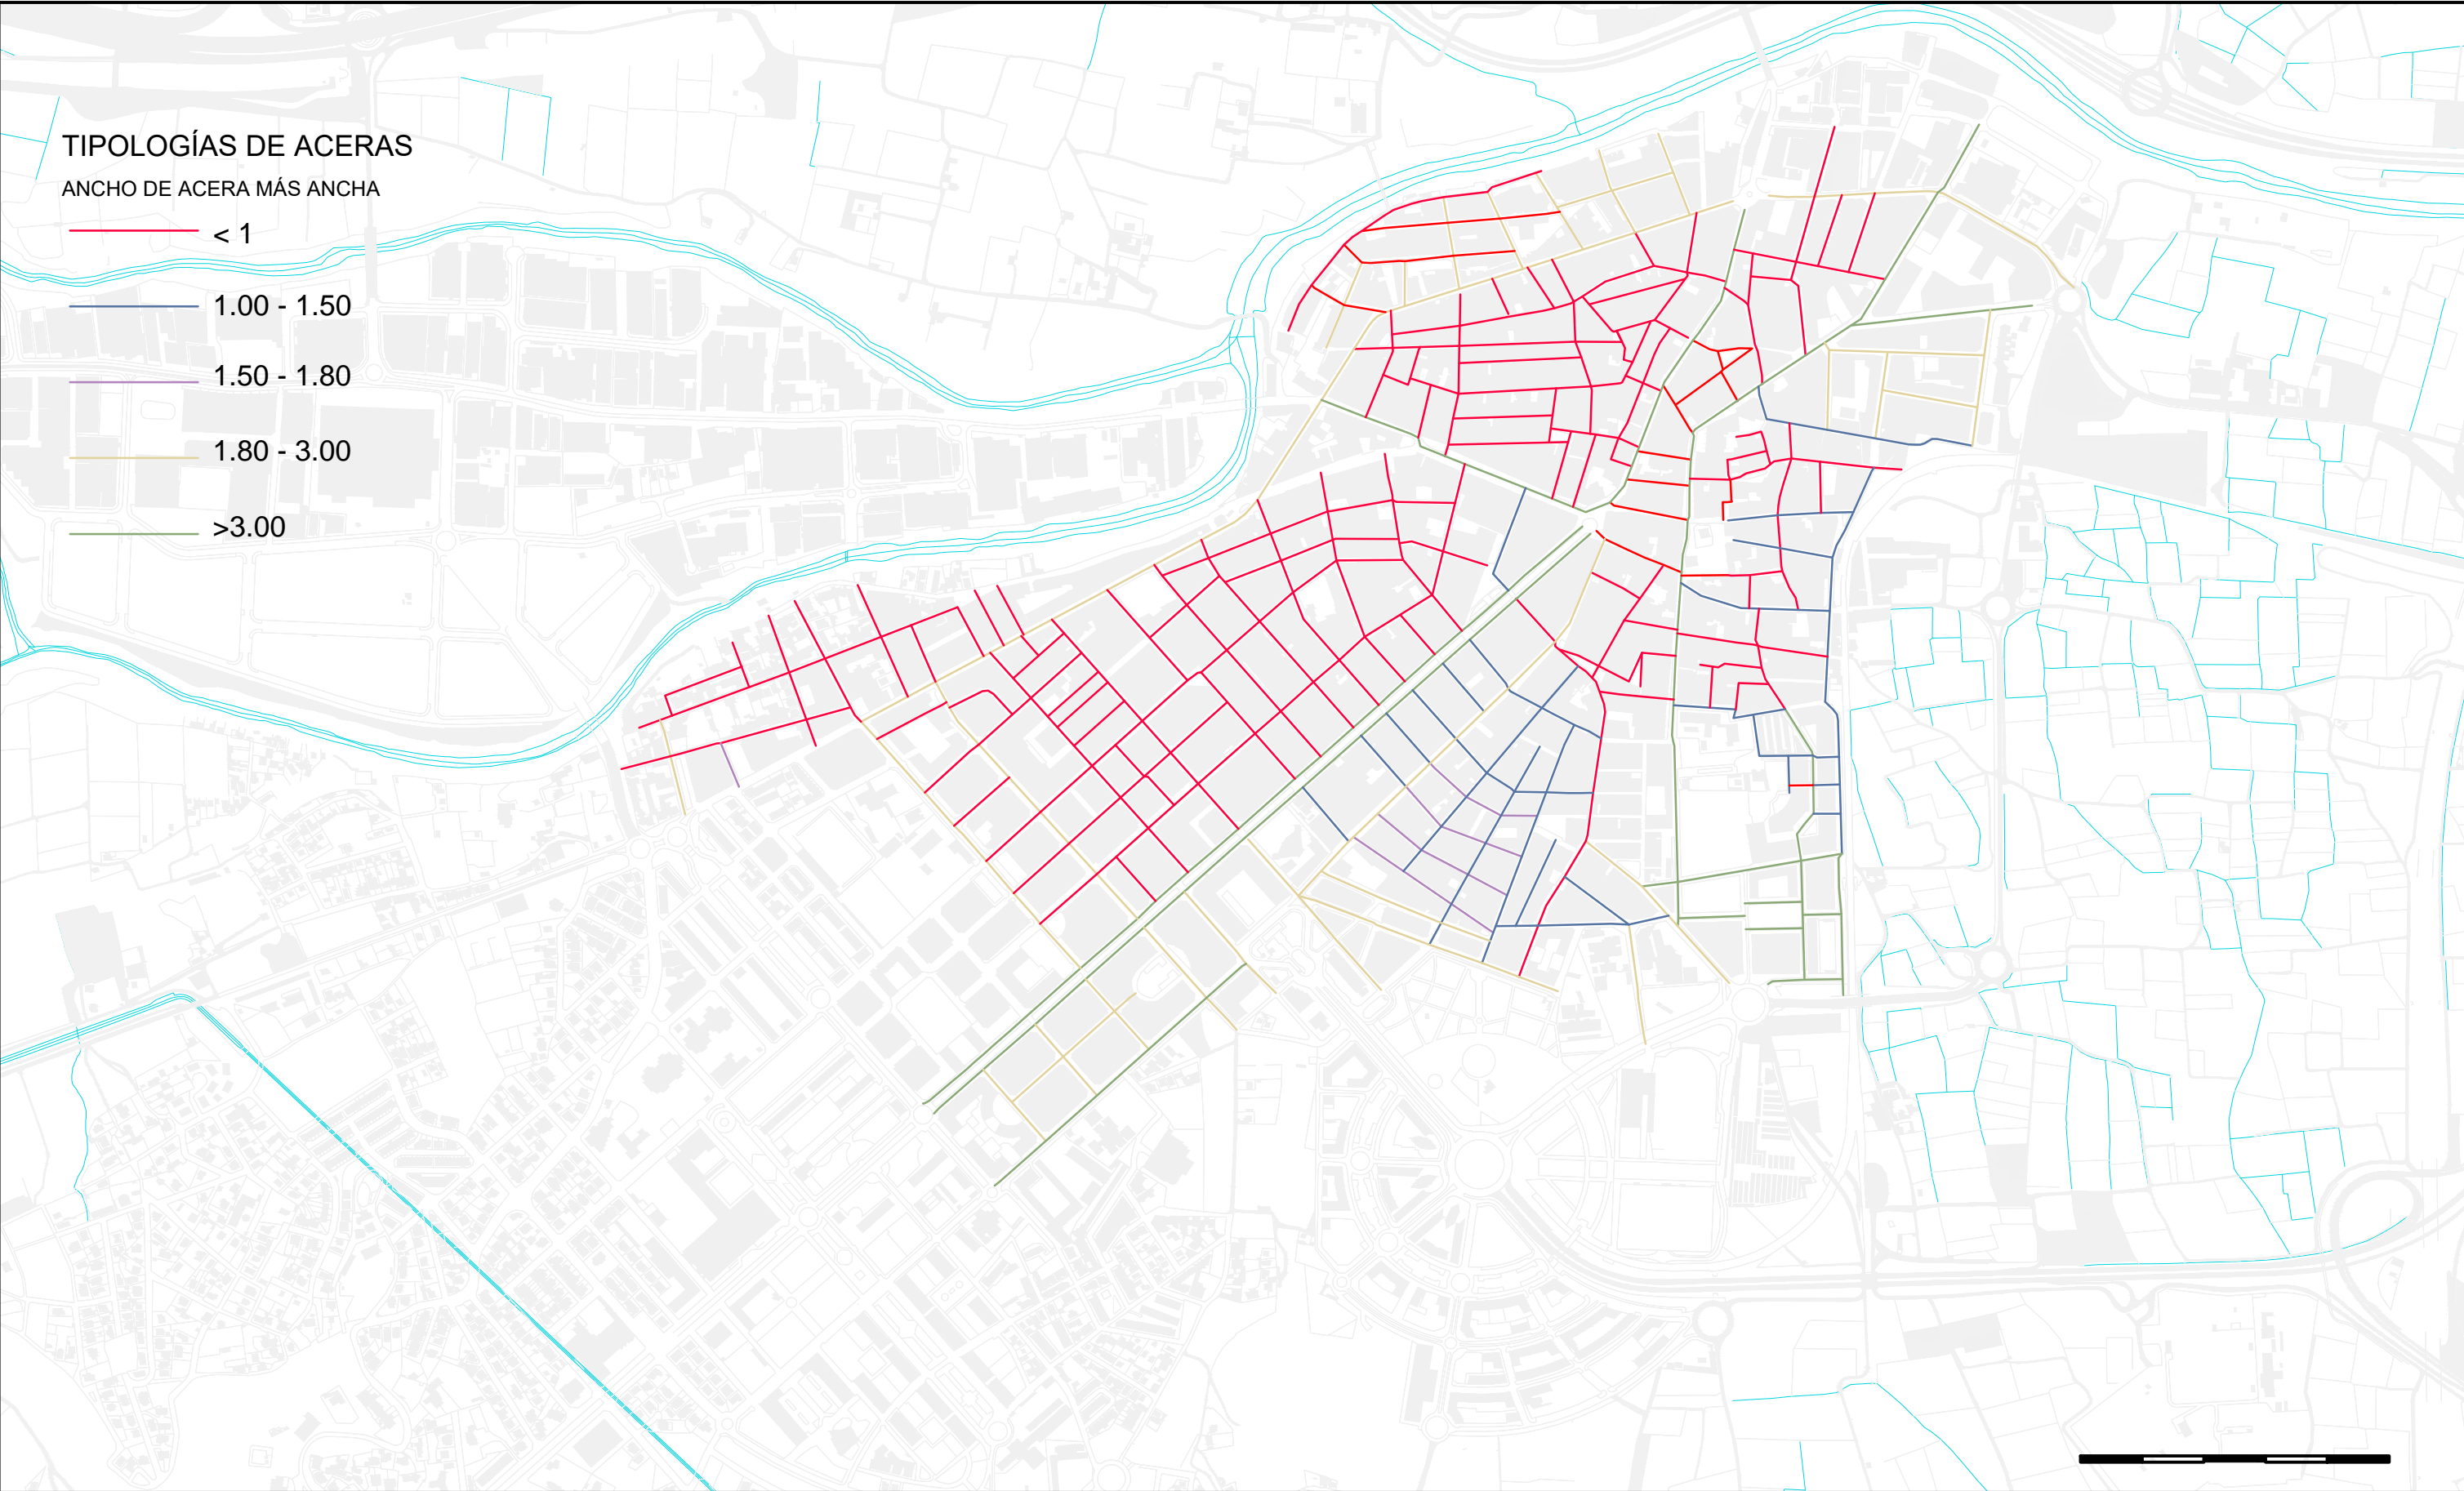 TIPOLOGÍAS DE ACERAS
ANCHO DE ACERA MÁS ANCHA
< 1
1.00 - 1.50
1.50 - 1.80
1.80 - 3.00
>3.00